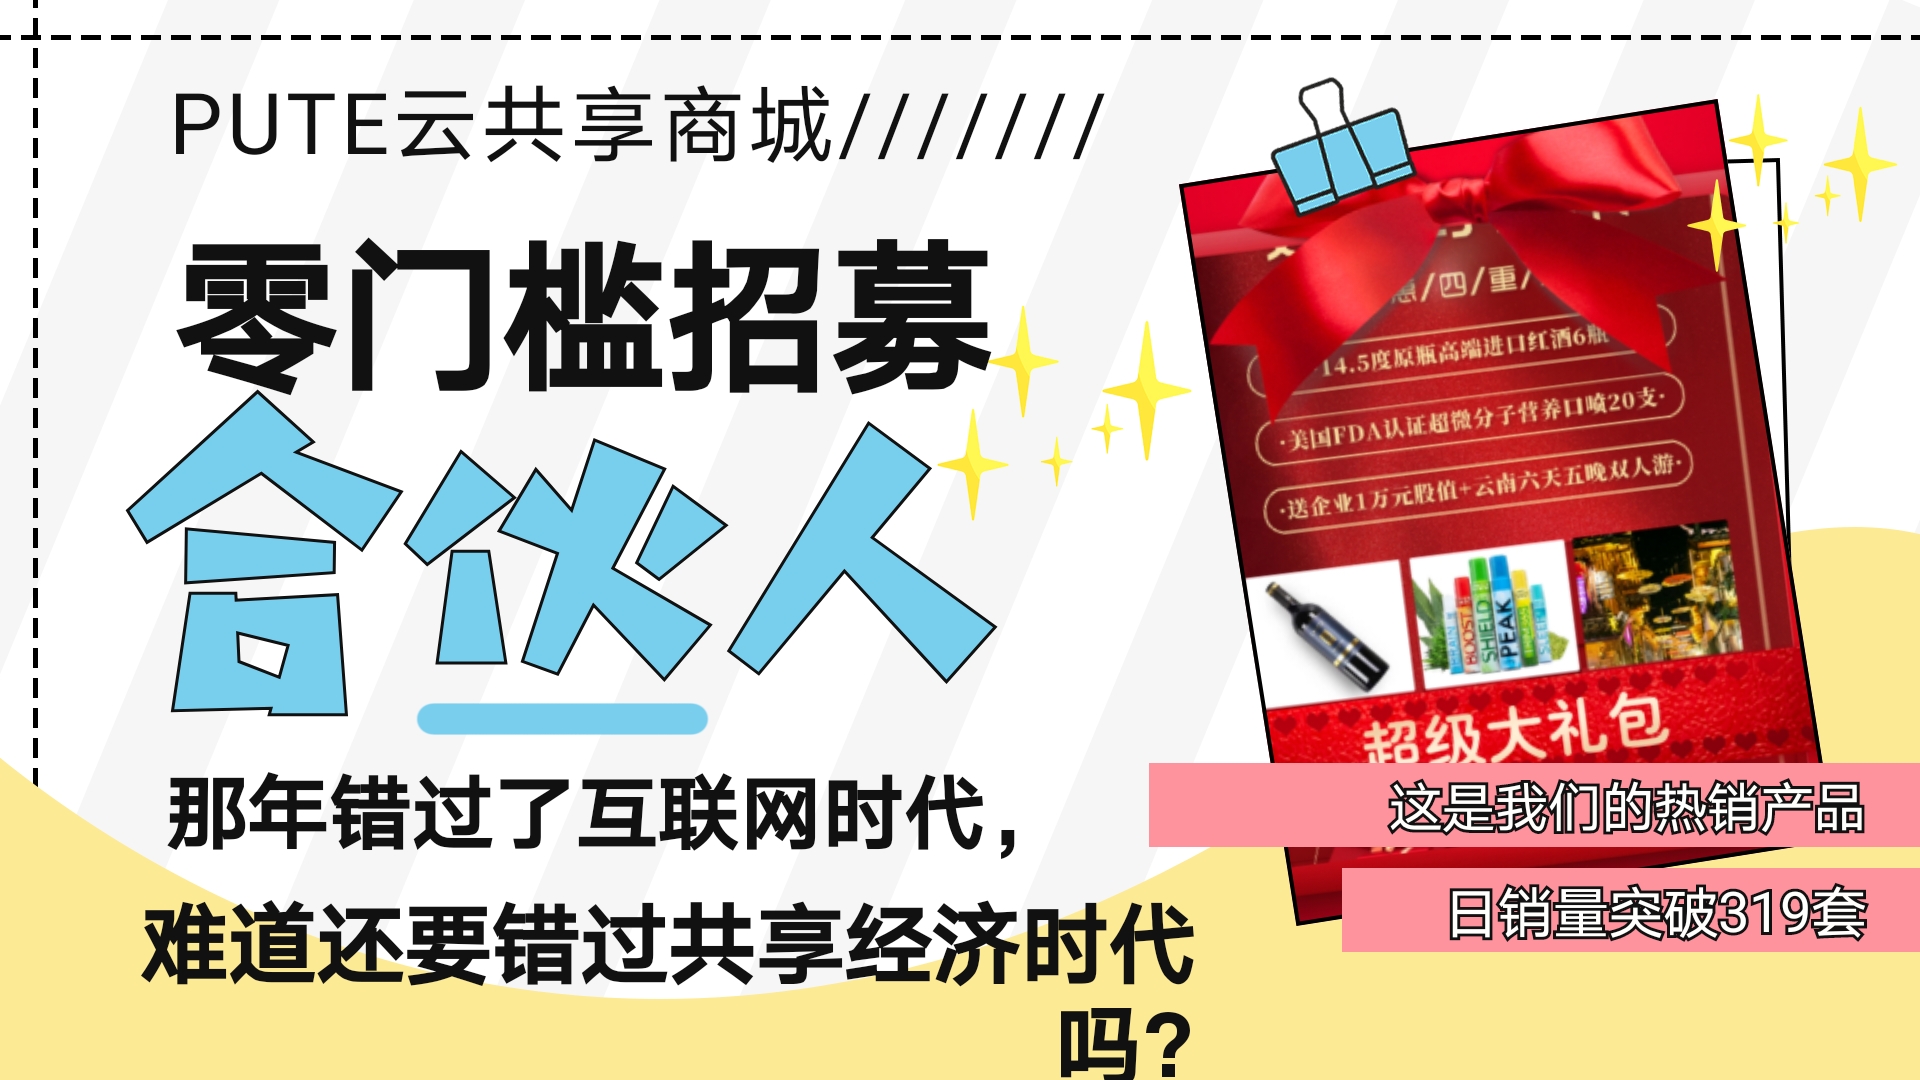 PUTE云共享商城///////
零门槛招募
合伙人
那年错过了互联网时代，
难道还要错过共享经济时代
吗？
惠/四/重/
14.5度原瓶高端进口红酒6瓶
·美国FDA认证超微分子营养口喷20支·
·送企业1万元股值+云南六天五晚双人游·
BOOST
SHIELD
PEAK
超级大礼包
这是我们的热销产品
日销量突破319套